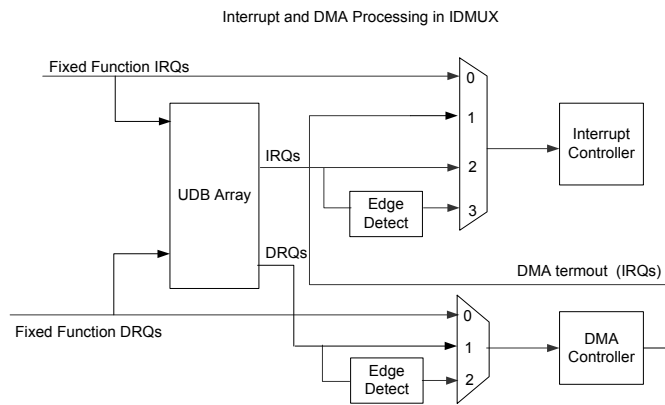 Interrupt and DMA Processing in IDMUX
Fixed Function IRQs
0
1
Interrupt
Controller
IRQs
2
UDB Array
Edge
Detect
3
DRQs
DMA termout (IRQs)
Fixed Function DRQs
0
1
DMA
Controller
Edge
Detect
2